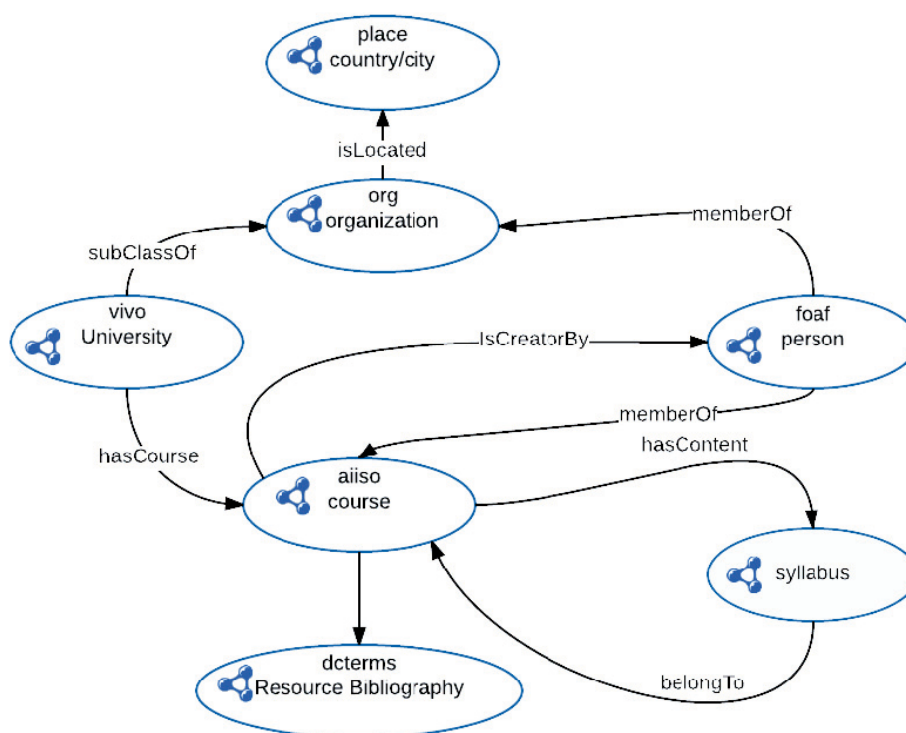 place
country/city
isLocated
org
organization
memberOf
subClassOf
vivo
University
foaf
person
IsCreatorBy
memberOf
hasContent
hasCourse
aiiso
course
syllabus
dcterms
Resource Bibliography
belongTo